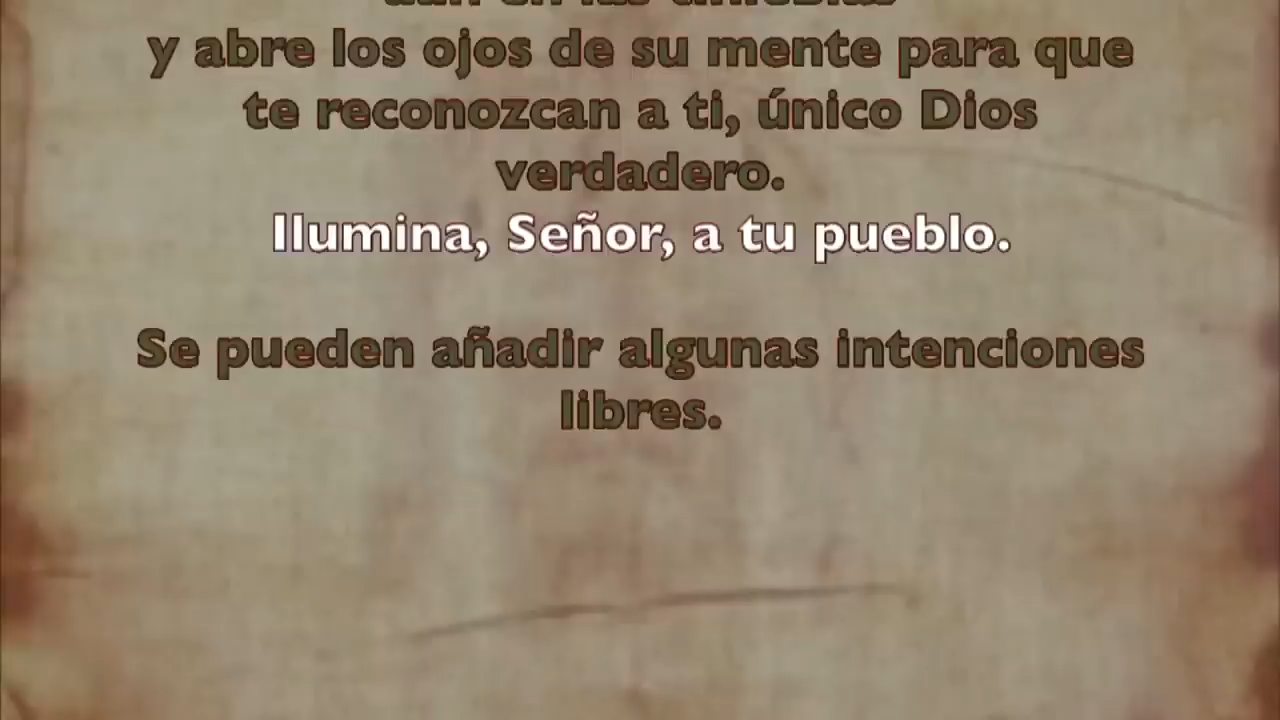 y abre los ojos de su mente para que
te reconozcan a ti, único Dios
verdadero.
Ilumina, Señor, a tu pueblo.
Se pueden añadir algunas intenciones
libres.